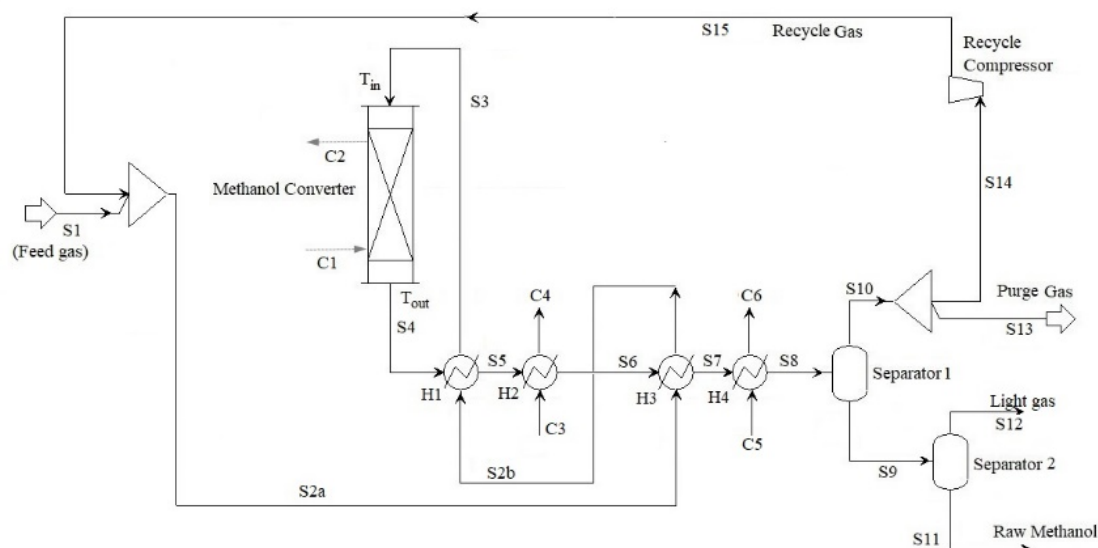 S15
Recycle Gas
Recycle
Compressor
T_in
S3
C2
Methanol Converter
S14
S1
(Feed gas)
C1
T_out
S4
C4
C6
S10
Purge Gas
S13
S5
S6
S7
S8
Separator 1
H1
H2
H3
H4
Light gas
S12
C3
C5
S2b
S9
Separator 2
S2a
S11
Raw Methanol